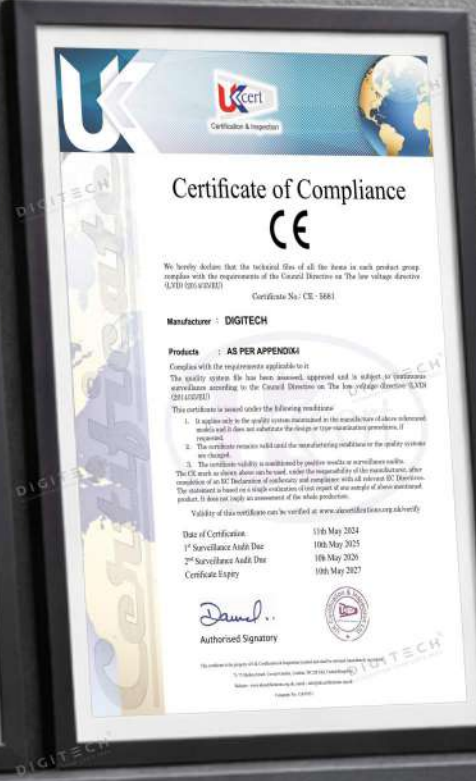 UK
UKcert
Certification & Inspection
Certificate of Compliance
CE
We hereby declare that the technical files of all the items in each product group
complies with the requirements of the Council Directive on The low voltage directive
(LVD) (2014/35/EU)
Certificate No: CE - 5661
Manufacturer : DIGITECH
Products : AS PER APPENDIX-I
Complies with the requirements applicable to it
The quality system file has been assessed, approved and is subject to continuous
surveillance according to the Council Directive on The low voltage directive (LVD)
(2014/35/EU)
This certificate is issued under the following conditions:
1. It applies only to the quality system maintained in the manufacture of above referenced
models and it does not substitute the design or type examination procedures, if
requested.
2. The certificate remains valid until the manufacturing conditions or the quality systems
are changed.
3. The certificate validity is conditioned by positive results or surveillance audits.
The CE mark as shown above can be used, under the responsibility of the manufacturer, after
completion of an EC Declaration of conformity and compliance with all relevant EC Directives.
The statement is based on a single evaluation of test report of one sample of above mentioned
product. It does not imply an assessment of the whole production.
Validity of this certificate can be verified at www.ukcertifications.org.uk/verify
Date of Certification 11th May 2024
1st Surveillance Audit Due 10th May 2025
2nd Surveillance Audit Due 10h May 2026
Certificate Expiry 10th May 2027
Authorised Signatory
Certificate
DIGITECH
DIGITECH
DIGITECH
DIGITECH
DIGITECH
DIGITECH
DIGITECH